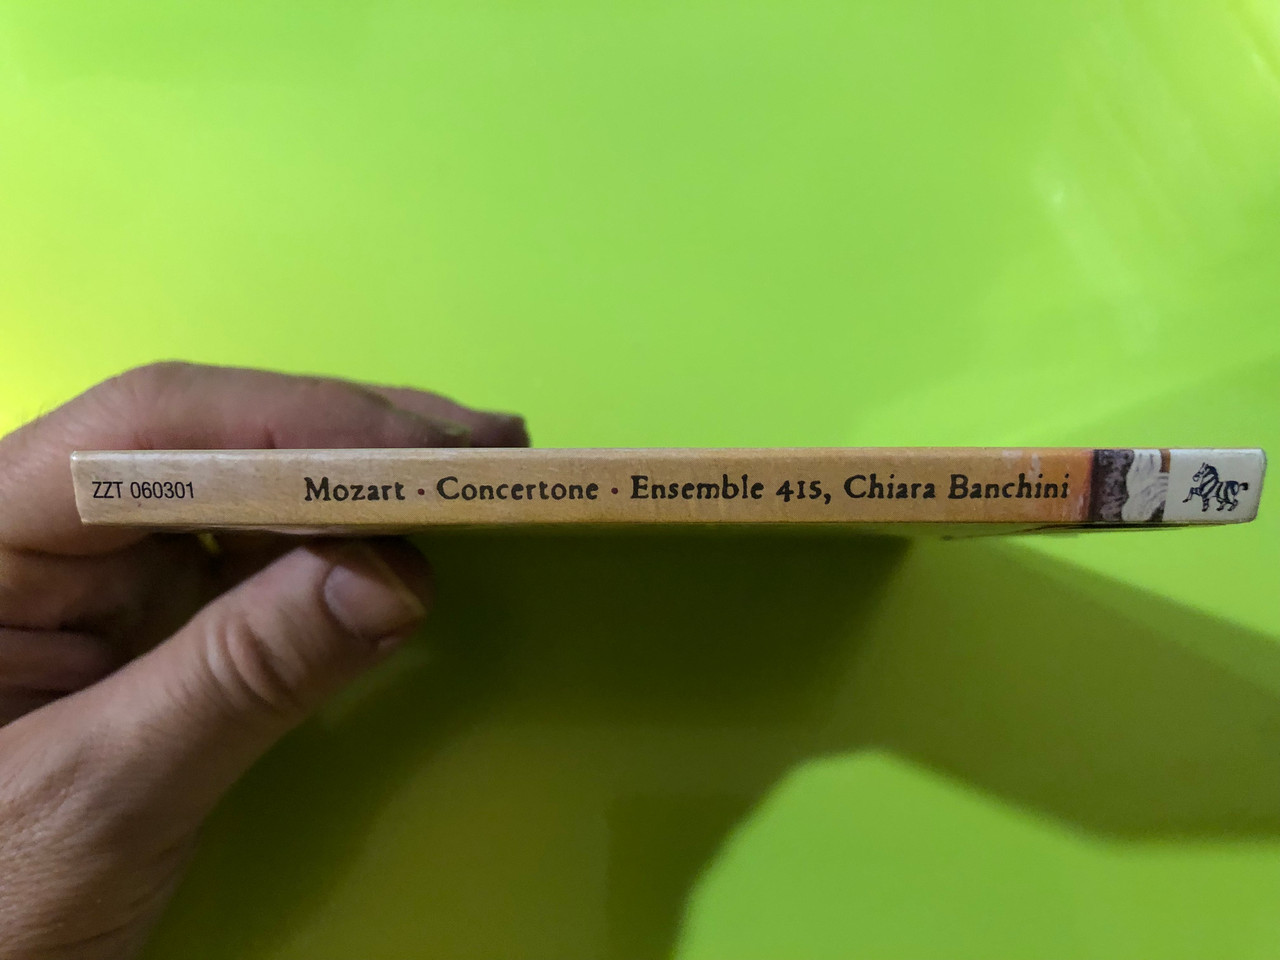 ZZT 060301 Mozart • Concertone • Ensemble 415, Chiara Banchini